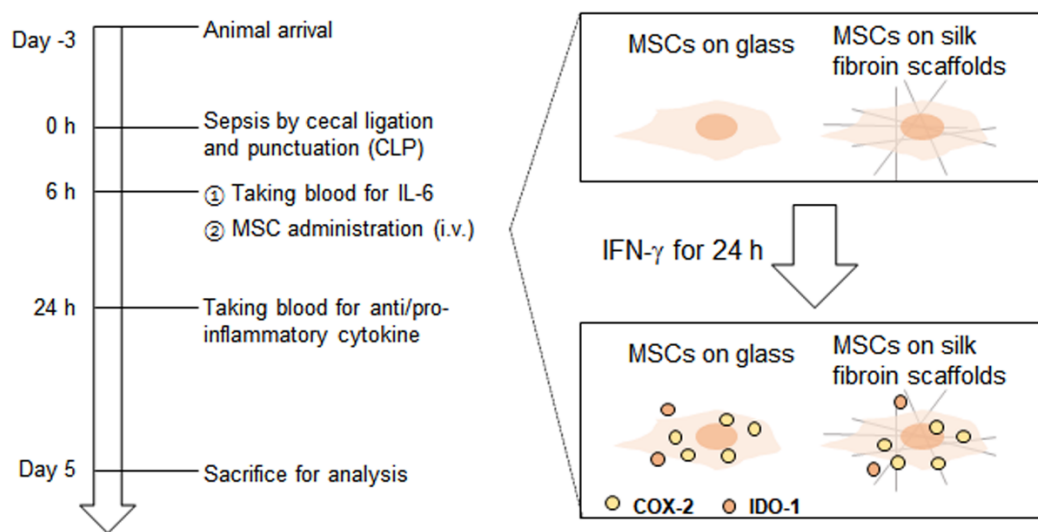 Day -3
Animal arrival
0 h
Sepsis by cecal ligation
and punctuation (CLP)
6 h
① Taking blood for IL-6
② MSC administration (i.v.)
24 h
Taking blood for anti/pro-
inflammatory cytokine
Day 5
Sacrifice for analysis
MSCs on glass
MSCs on silk
fibroin scaffolds
IFN-γ for 24 h
MSCs on glass
MSCs on silk
fibroin scaffolds
COX-2
IDO-1